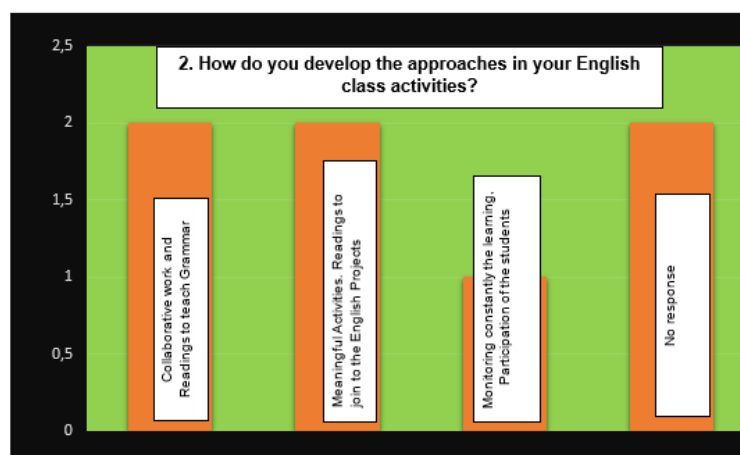 2. How do you develop the approaches in your English
class activities?
2,5
2
1,5
1
0,5
0
Collaborative work and
Readings to teach Grammar
Meaningful Activities. Readings to
join to the English Projects
Monitoring constantly the learning.
Participation of the students
No response